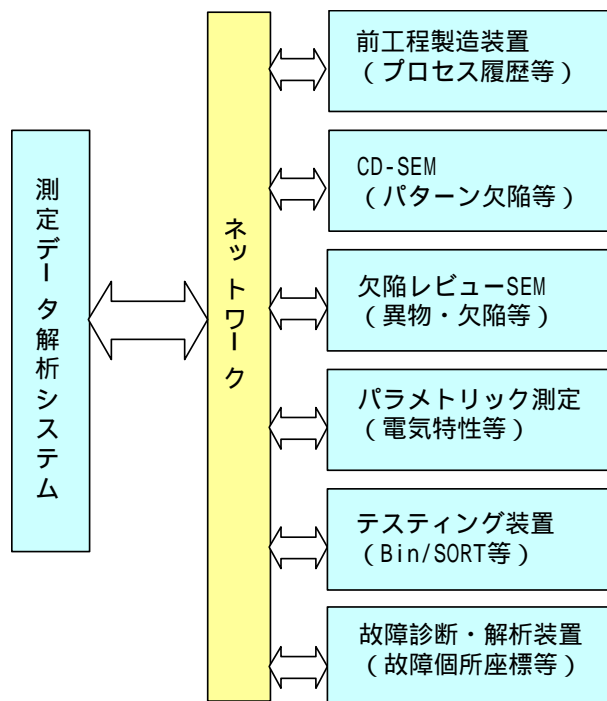 測定データ解析システム
ネットワーク
前工程製造装置
（プロセス履歴等）
CD-SEM
（パターン欠陥等）
欠陥レビューSEM
（異物・欠陥等）
パラメトリック測定
（電気特性等）
テスティング装置
（Bin/SORT等）
故障診断・解析装置
（故障個所座標等）